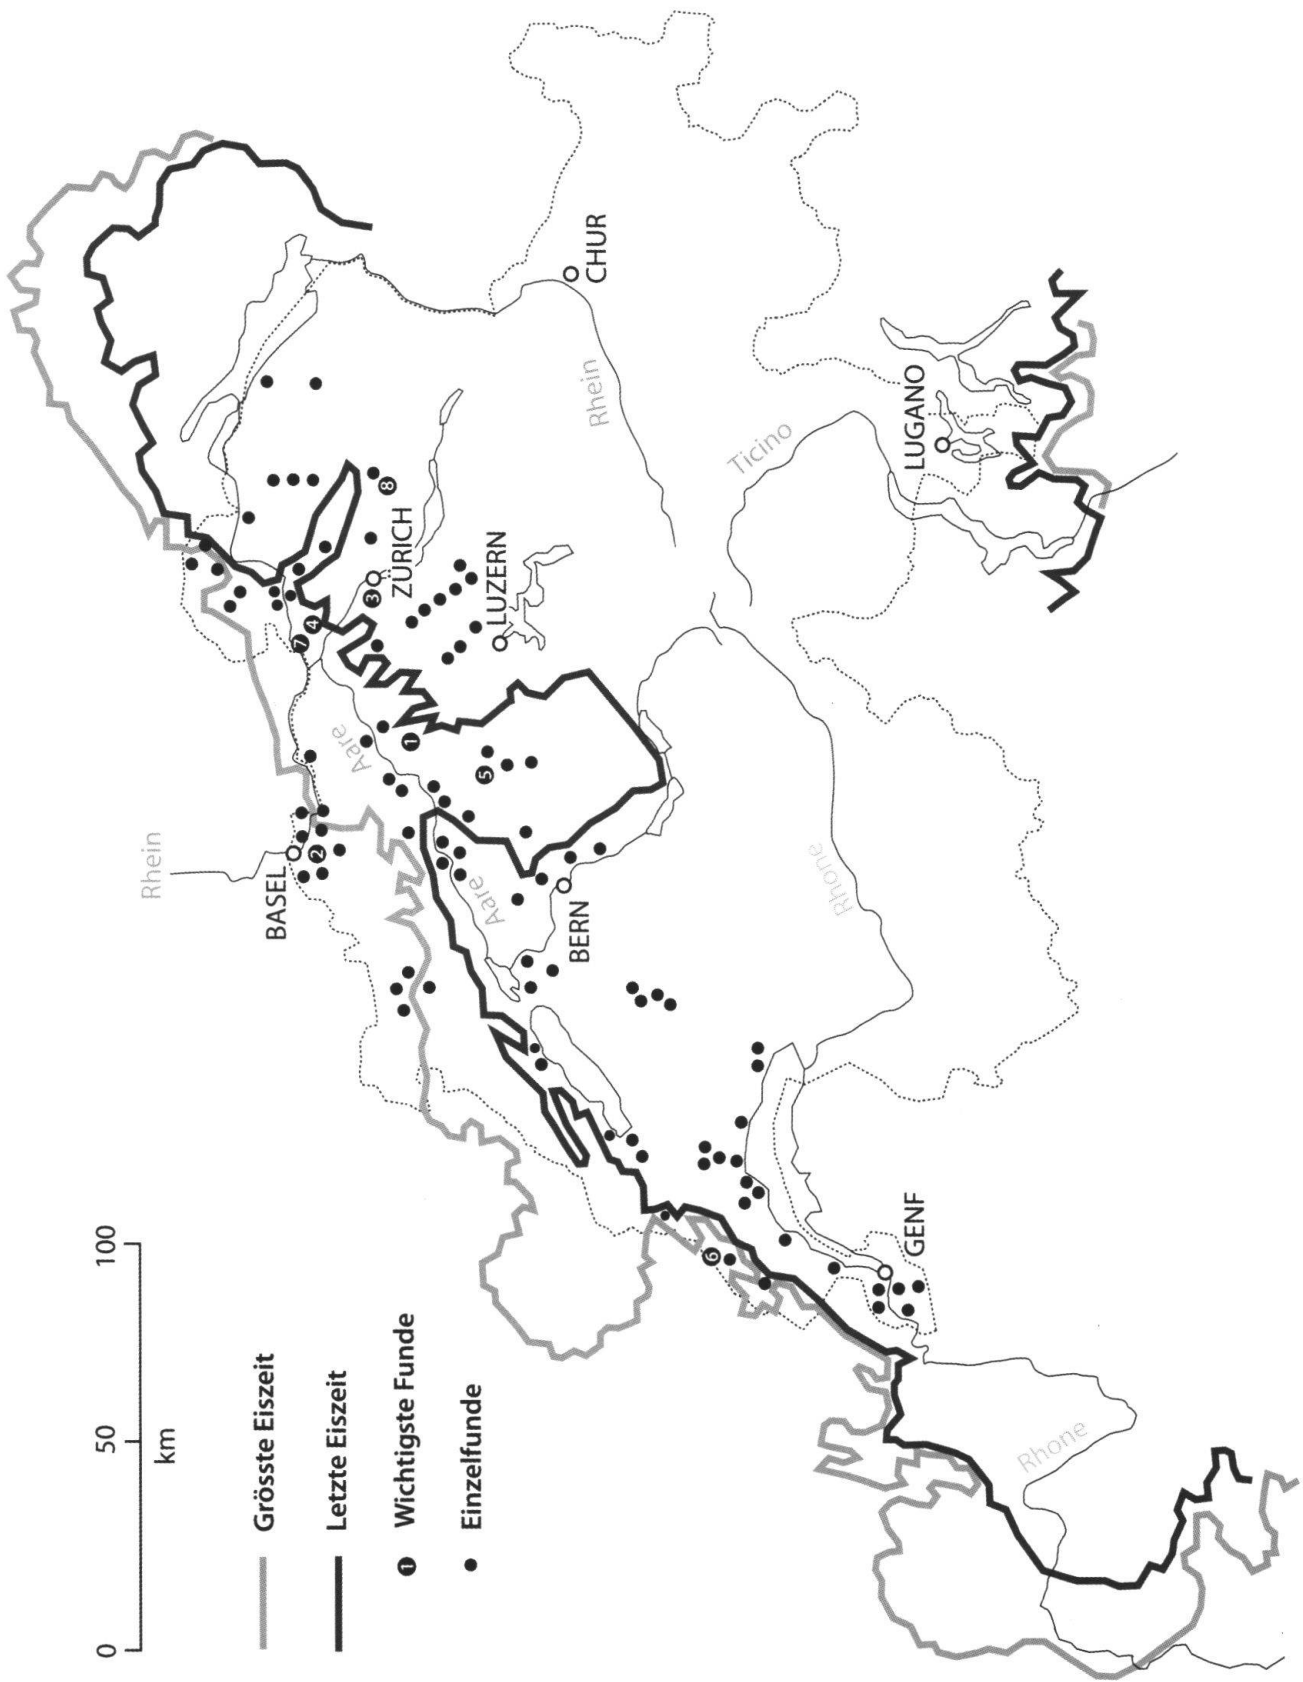 0 50 100
km
Grösste Eiszeit
Letzte Eiszeit
1 Wichtigste Funde
Einzelfunde
Rhein
BASEL
2
Aare
7
4
3
ZÜRICH
8
1
LUZERN
5
Aare
BERN
Rhein
CHUR
Ticino
LUGANO
Rhone
6
GENF
Rhone